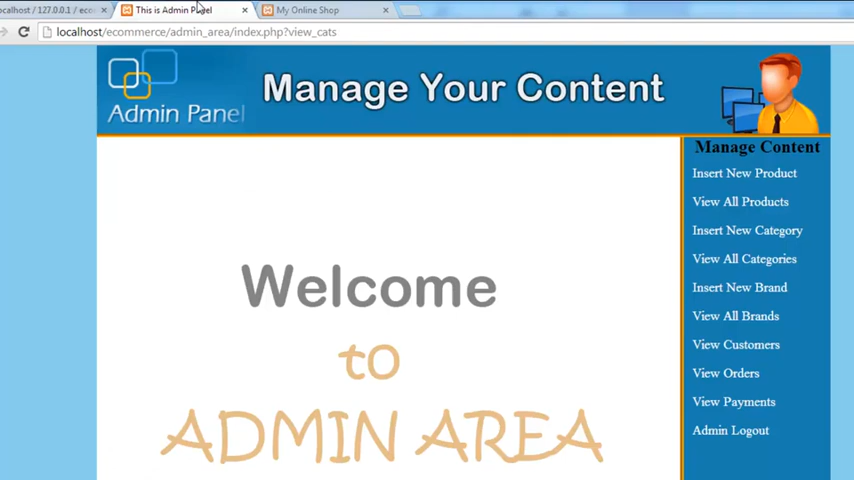 ocalhost / 127.0.0.1 / eco
This is Admin Panel
My Online Shop
localhost/ecommerce/admin_area/index.php?view_cats
Admin Panel
Manage Your Content
Manage Content
Insert New Product
View All Products
Insert New Category
View All Categories
Insert New Brand
View All Brands
View Customers
View Orders
View Payments
Admin Logout
Welcome
to
ADMIN AREA